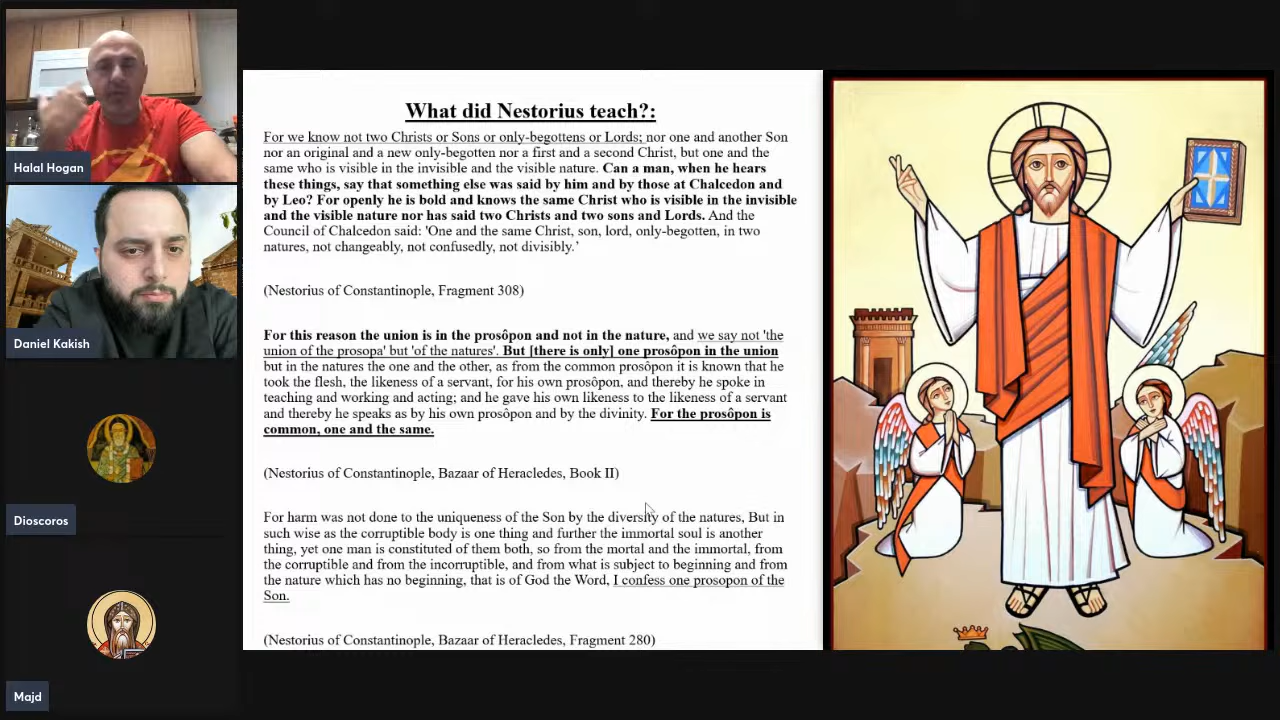 Halal Hogan
Daniel Kakish
Dioscoros
Majd
What did Nestorius teach?:
For we know not two Christs or Sons or only-begottens or Lords; nor one and another Son
nor an original and a new only-begotten nor a first and a second Christ, but one and the
same who is visible in the invisible and the visible nature. Can a man, when he hears
these things, say that something else was said by him and by those at Chalcedon and
by Leo? For openly he is bold and knows the same Christ who is visible in the invisible
and the visible nature nor has said two Christs and two sons and Lords. And the
Council of Chalcedon said: 'One and the same Christ, son, lord, only-begotten, in two
natures, not changeably, not confusedly, not divisibly.’
(Nestorius of Constantinople, Fragment 308)
For this reason the union is in the prosôpon and not in the nature, and we say not 'the
union of the prosopa' but 'of the natures'. But [there is only] one prosôpon in the union
but in the natures the one and the other, as from the common prosôpon it is known that he
took the flesh, the likeness of a servant, for his own prosôpon, and thereby he spoke in
teaching and working and acting; and he gave his own likeness to the likeness of a servant
and thereby he speaks as by his own prosôpon and by the divinity. For the prosôpon is
common, one and the same.
(Nestorius of Constantinople, Bazaar of Heracledes, Book II)
For harm was not done to the uniqueness of the Son by the diversity of the natures, But in
such wise as the corruptible body is one thing and further the immortal soul is another
thing, yet one man is constituted of them both, so from the mortal and the immortal, from
the corruptible and from the incorruptible, and from what is subject to beginning and from
the nature which has no beginning, that is of God the Word, I confess one prosopon of the
Son.
(Nestorius of Constantinople, Bazaar of Heracledes, Fragment 280)